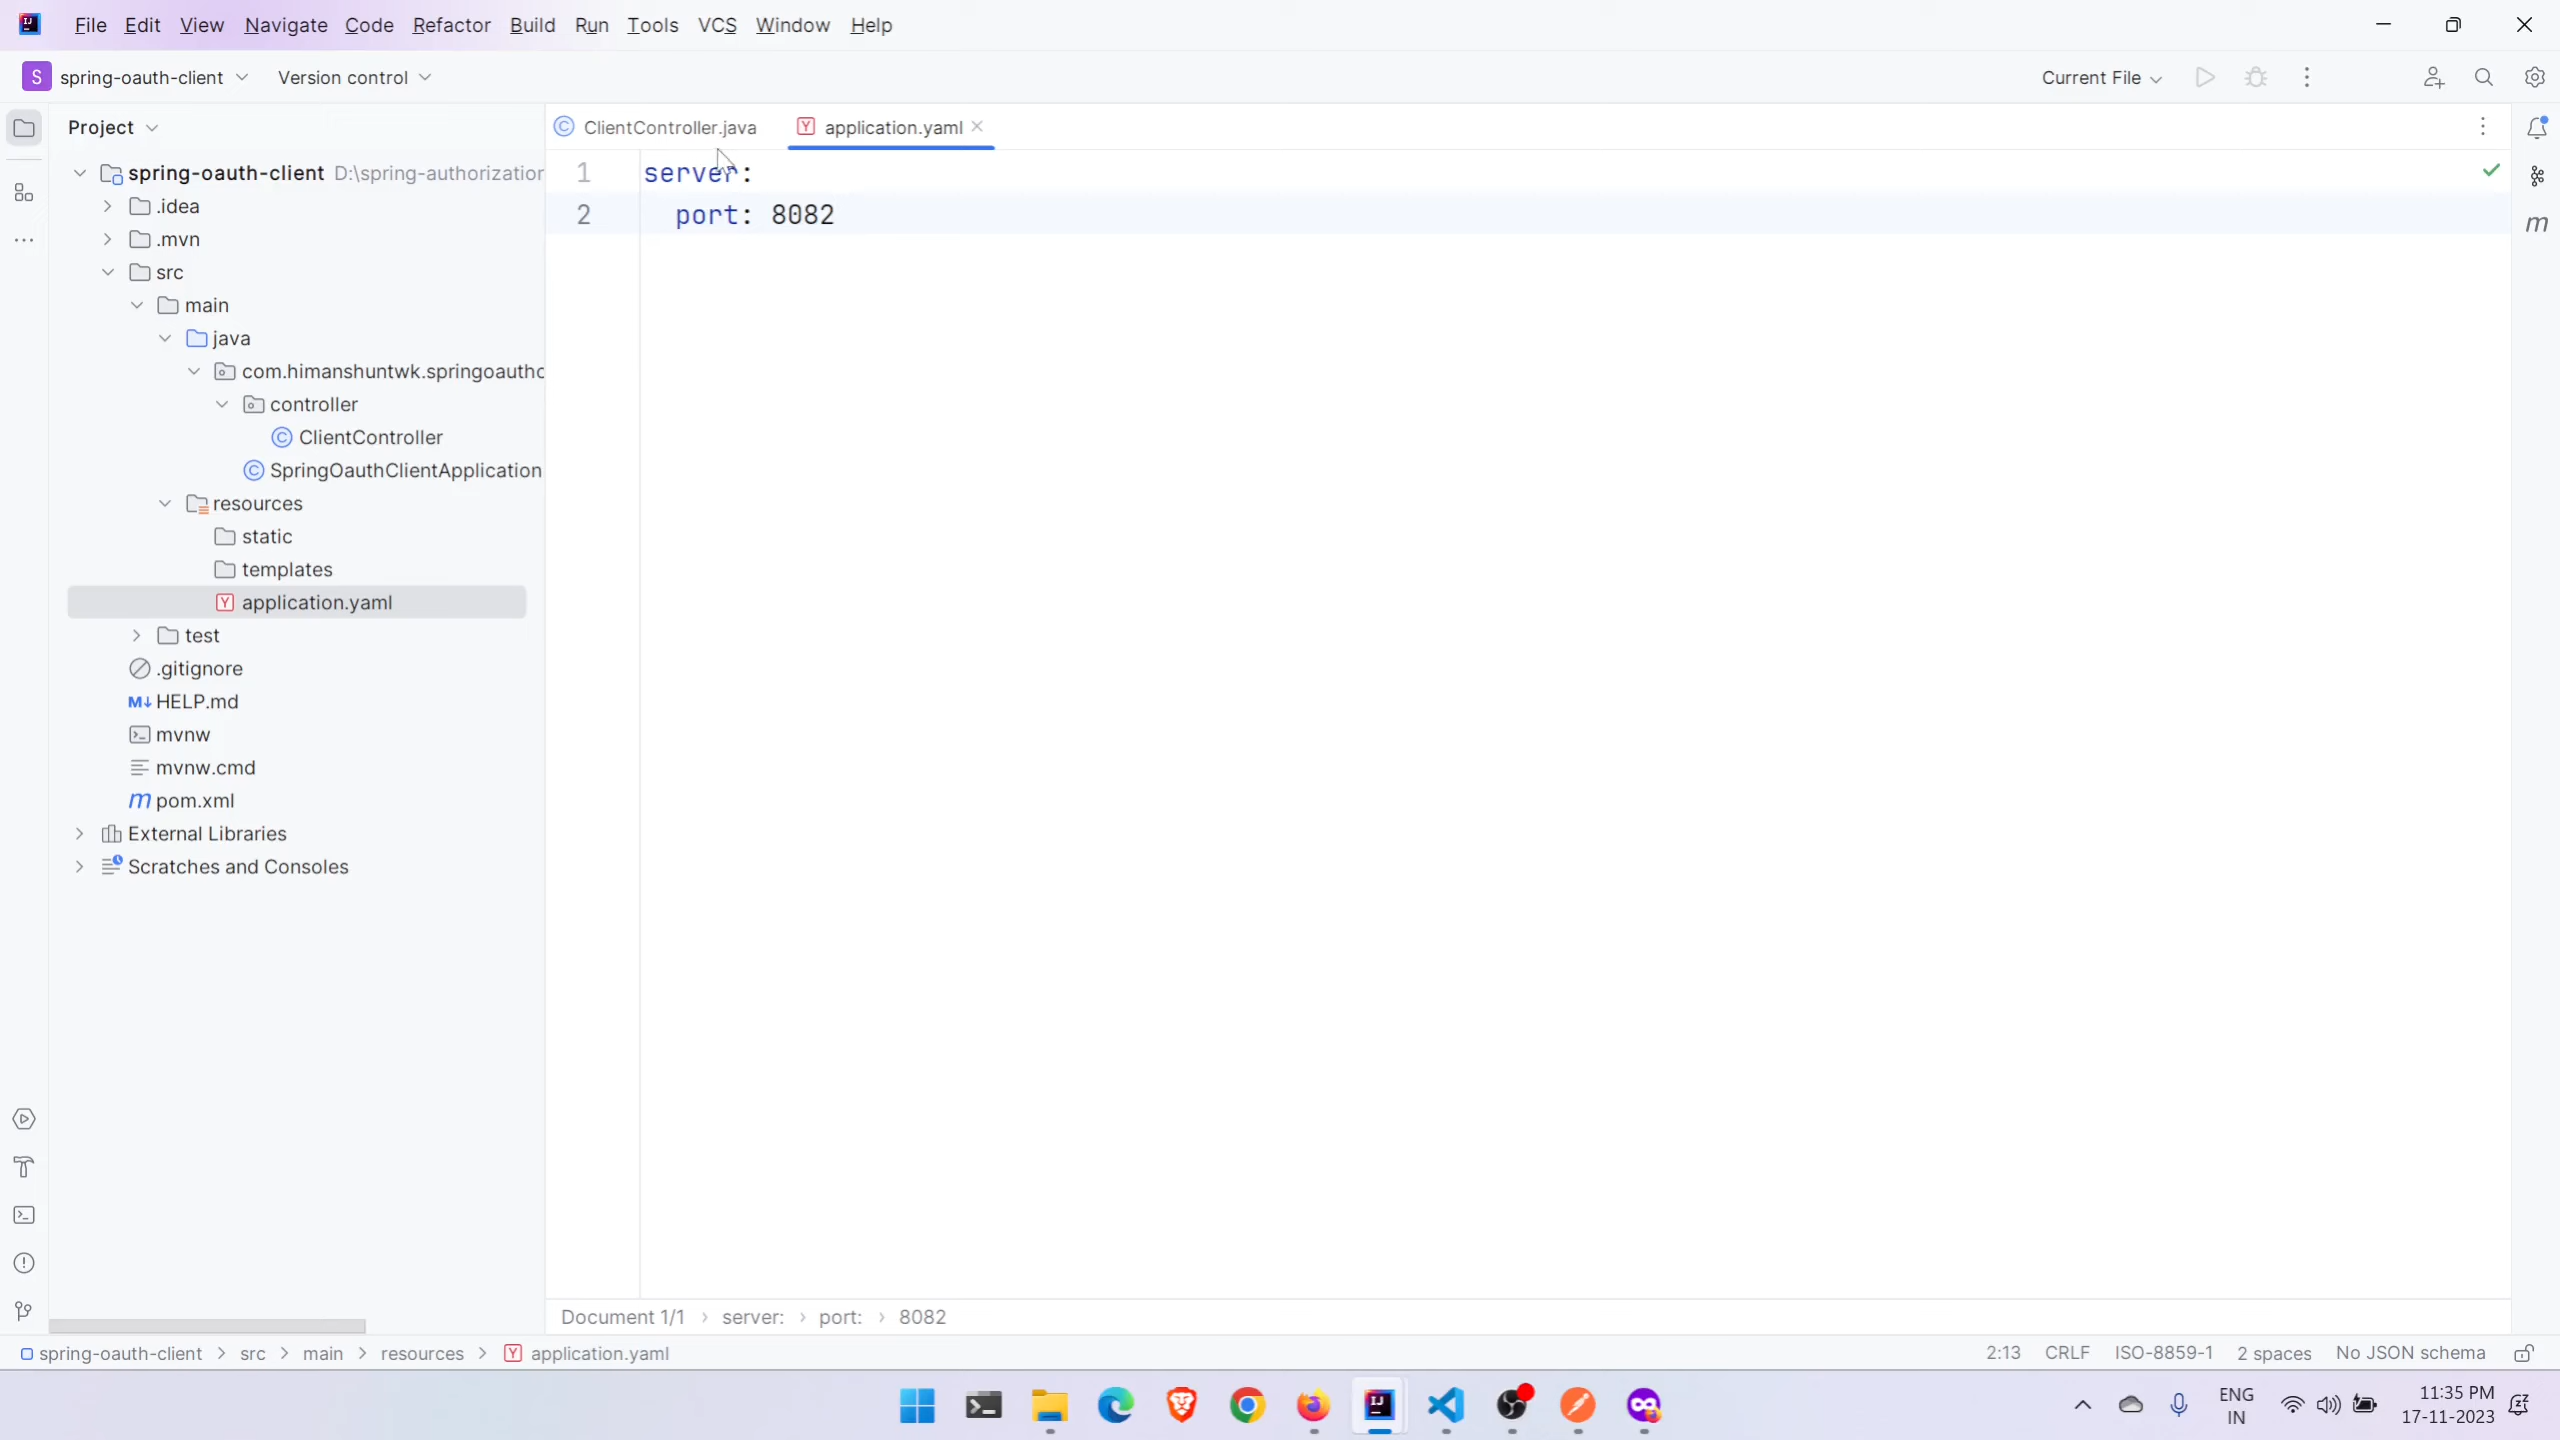 File Edit View Navigate Code Refactor Build Run Tools VCS Window Help
S spring-oauth-client Version control Current File
Project
ClientController.java application.yaml
spring-oauth-client D:\spring-authorization
.idea
.mvn
src
main
java
com.himanshuntwk.springoauthc
controller
ClientController
SpringOauthClientApplication
resources
static
templates
application.yaml
test
.gitignore
HELP.md
mvnw
mvnw.cmd
pom.xml
External Libraries
Scratches and Consoles
1 server:
2 port: 8082
Document 1/1 › server: › port: › 8082
spring-oauth-client > src > main > resources > application.yaml 2:13 CRLF ISO-8859-1 2 spaces No JSON schema
ENG
IN
11:35 PM
17-11-2023